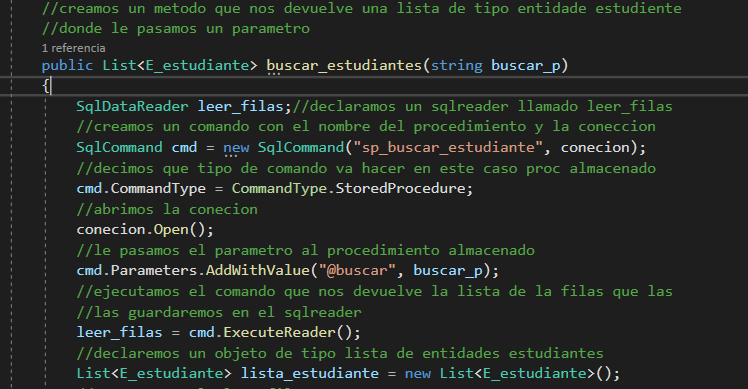 //creamos un metodo que nos devuelve una lista de tipo entidade estudiente
//donde le pasamos un parametro
1 referencia
public List<E_estudiante> buscar_estudiantes(string buscar_p)
{
SqlDataReader leer_filas;//declaramos un sqlreader llamado leer_filas
//creamos un comando con el nombre del procedimiento y la coneccion
SqlCommand cmd = new SqlCommand("sp_buscar_estudiante", conecion);
//decimos que tipo de comando va hacer en este caso proc almacenado
cmd.CommandType = CommandType.StoredProcedure;
//abrimos la conecion
conecion.Open();
//le pasamos el parametro al procedimiento almacenado
cmd.Parameters.AddWithValue("@buscar", buscar_p);
//ejecutamos el comando que nos devuelve la lista de la filas que las
//las guardaremos en el sqlreader
leer_filas = cmd.ExecuteReader();
//declaremos un objeto de tipo lista de entidades estudiantes
List<E_estudiante> lista_estudiante = new List<E_estudiante>();